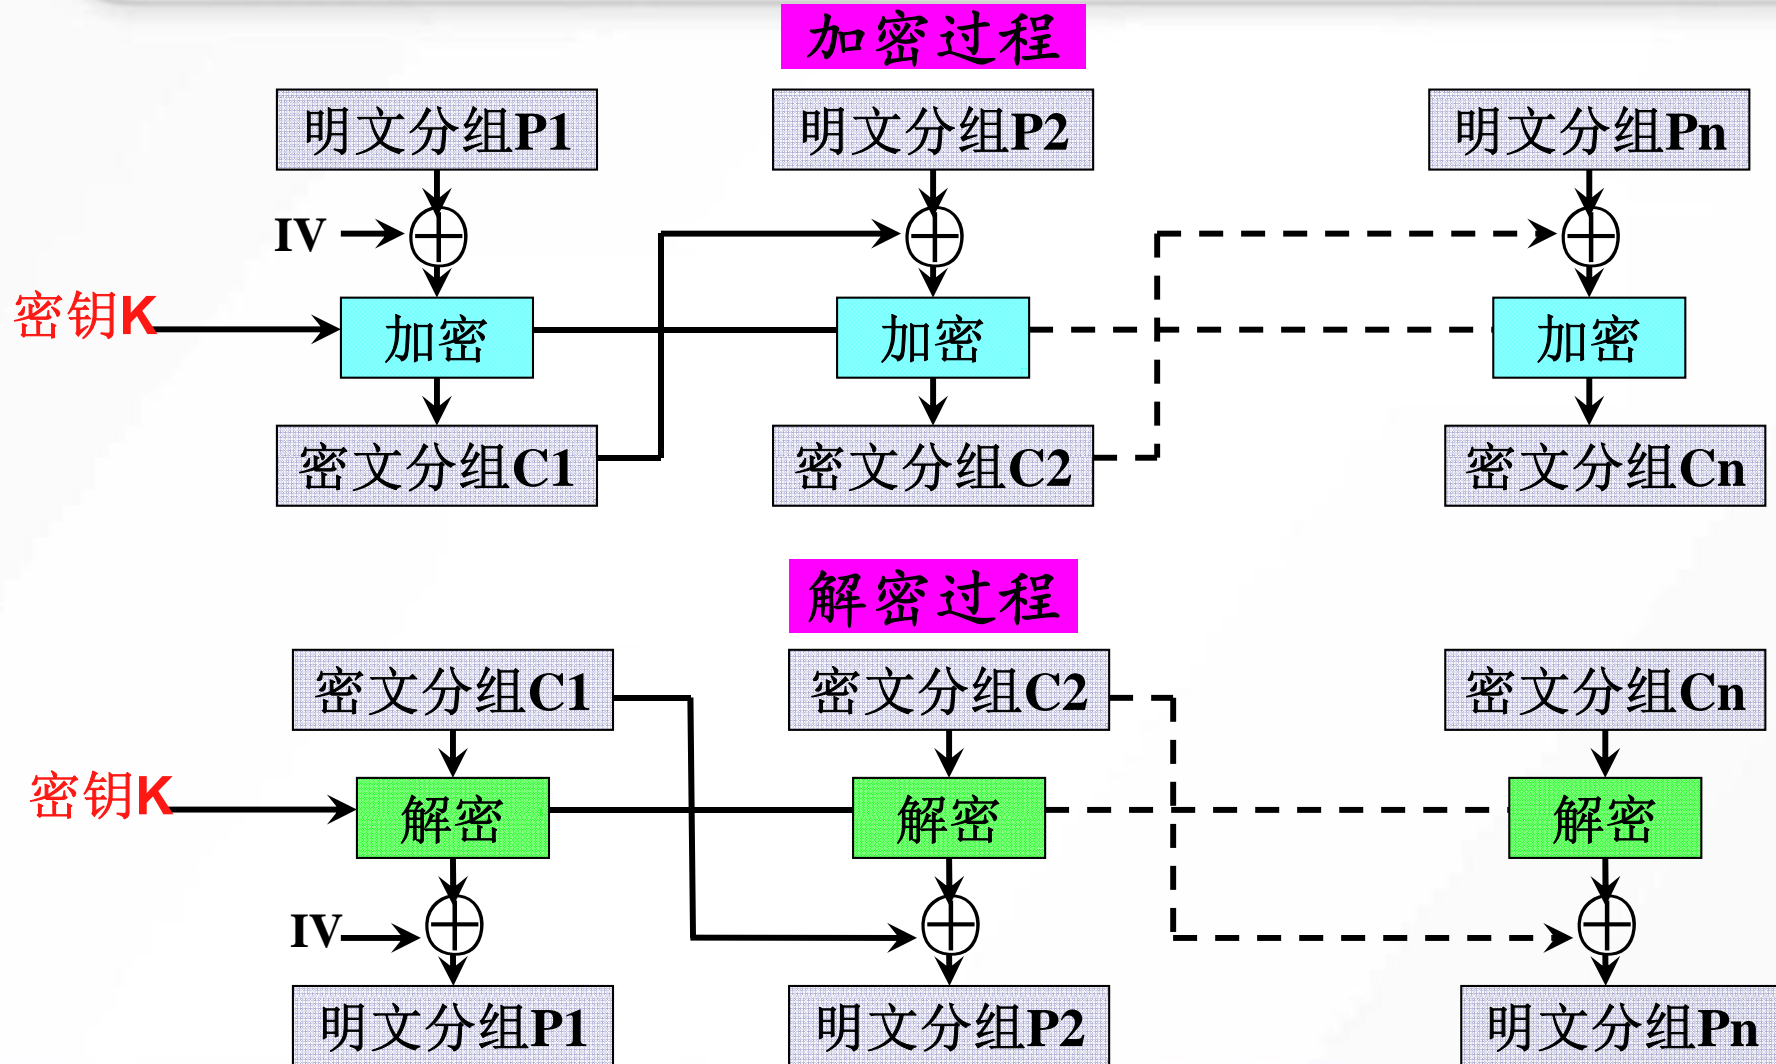 加密过程
明文分组P1
明文分组P2
明文分组Pn
IV
密钥K
加密
加密
加密
密文分组C1
密文分组C2
密文分组Cn
解密过程
密文分组C1
密文分组C2
密文分组Cn
密钥K
解密
解密
解密
IV
明文分组P1
明文分组P2
明文分组Pn